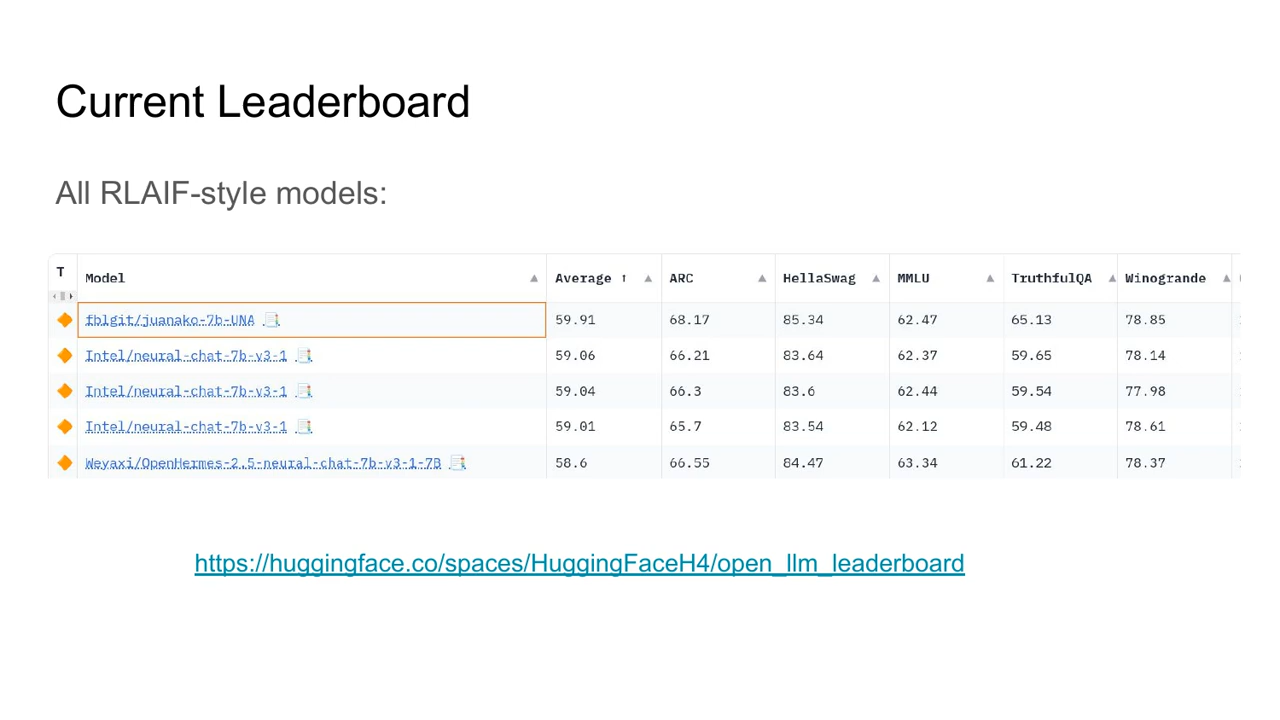 Current Leaderboard
All RLAIF-style models:
T Model Average ↑ ARC HellaSwag MMLU TruthfulQA Winogrande
fblgit/juanako-7b-UNA 59.91 68.17 85.34 62.47 65.13 78.85
Intel/neural-chat-7b-v3-1 59.06 66.21 83.64 62.37 59.65 78.14
Intel/neural-chat-7b-v3-1 59.04 66.3 83.6 62.44 59.54 77.98
Intel/neural-chat-7b-v3-1 59.01 65.7 83.54 62.12 59.48 78.61
Weyaxi/OpenHermes-2.5-neural-chat-7b-v3-1-7B 58.6 66.55 84.47 63.34 61.22 78.37
https://huggingface.co/spaces/HuggingFaceH4/open_llm_leaderboard